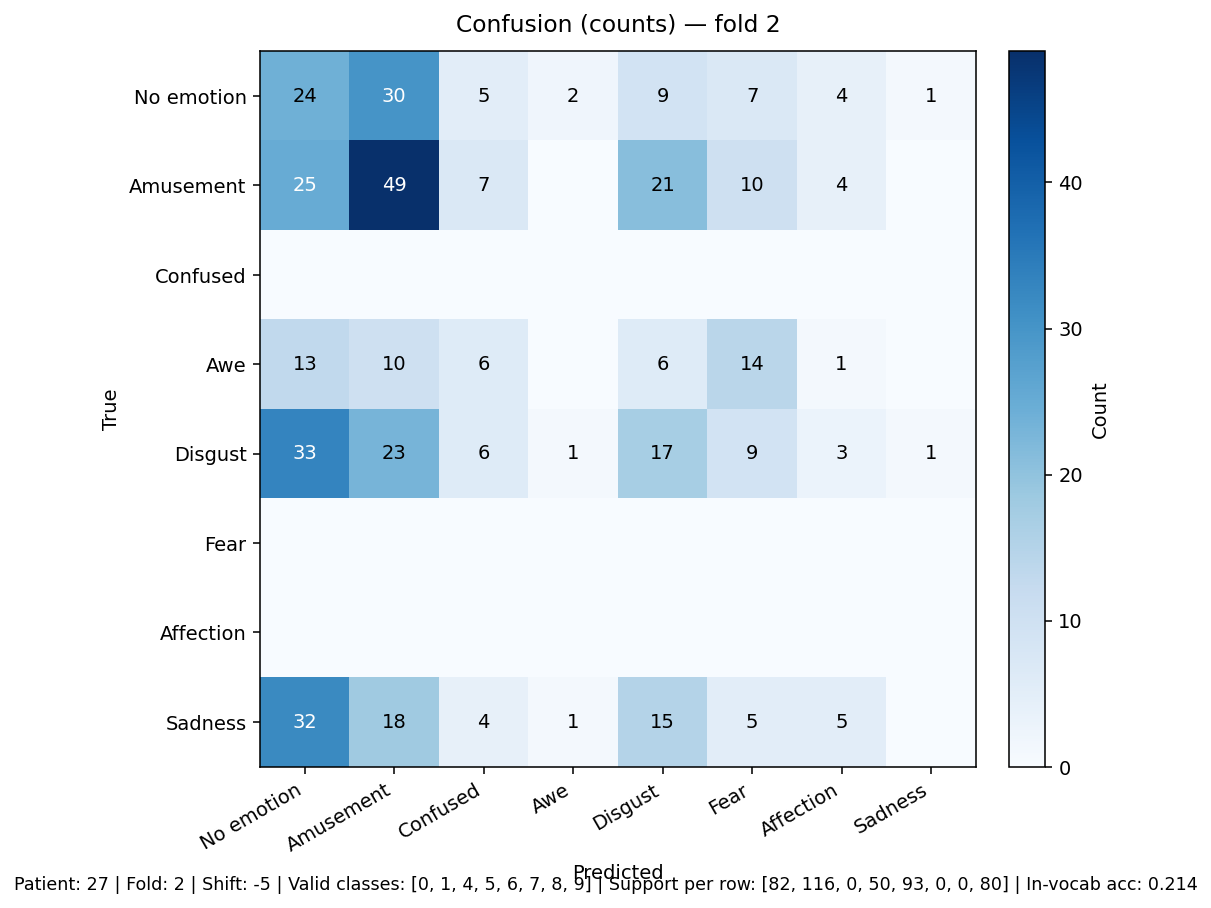 Confusion (counts) — fold 2
No emotion 24 30 5 2 9 7 4 1
Amusement 25 49 7 21 10 4
Confused
Awe 13 10 6 6 14 1
Disgust 33 23 6 1 17 9 3 1
Fear
Affection
Sadness 32 18 4 1 15 5 5
True
No emotion Amusement Confused Awe Disgust Fear Affection Sadness
Predicted
40
30
20
10
0
Count
Patient: 27 | Fold: 2 | Shift: -5 | Valid classes: [0, 1, 4, 5, 6, 7, 8, 9] | Support per row: [82, 116, 0, 50, 93, 0, 0, 80] | In-vocab acc: 0.214